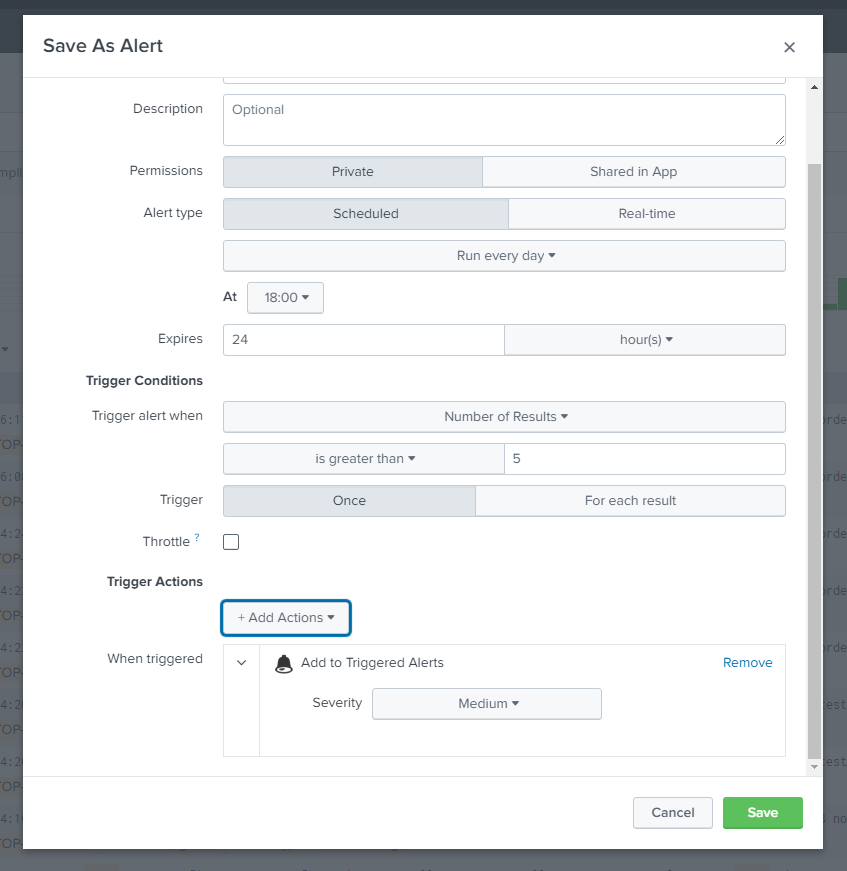 Save As Alert
Description
Optional
Permissions
Private
Shared in App
Alert type
Scheduled
Real-time
Run every day
At
18:00
Expires
24
hour(s)
Trigger Conditions
Trigger alert when
Number of Results
is greater than
5
Trigger
Once
For each result
Throttle ?
Trigger Actions
+ Add Actions
When triggered
Add to Triggered Alerts
Remove
Severity
Medium
Cancel
Save